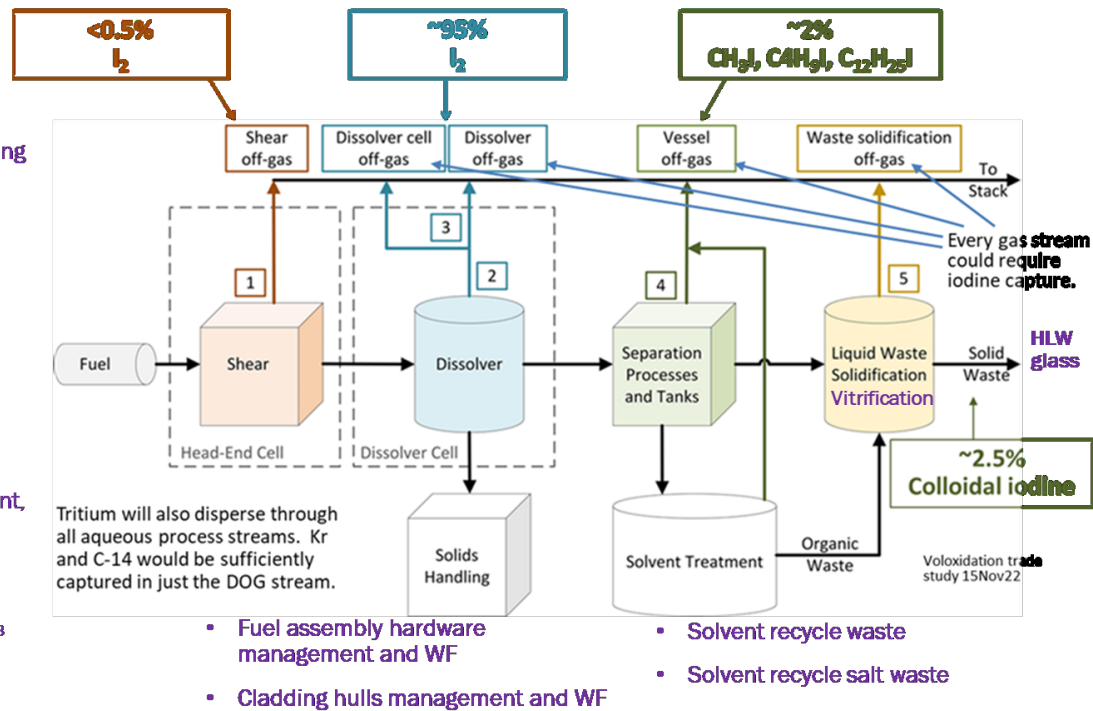 <0.5%
I2
~95%
I2
~2%
CH3I, C4H9I, C12H25I
ing
Shear
off-gas
Dissolver cell
off-gas
Dissolver
off-gas
Vessel
off-gas
Waste solidification
off-gas
To
Stack
Every gas stream
could require
iodine capture.
1
3
2
4
5
Fuel
Shear
Dissolver
Separation
Processes
and Tanks
Liquid Waste
Solidification
Vitrification
Solid
Waste
HLW
glass
Head-End Cell
Dissolver Cell
~2.5%
Colloidal iodine
nt,
Tritium will also disperse through
all aqueous process streams. Kr
and C-14 would be sufficiently
captured in just the DOG stream.
Solids
Handling
Solvent Treatment
Organic
Waste
Voloxidation trade
study 15Nov22
3
• Fuel assembly hardware
management and WF
• Cladding hulls management and WF
• Solvent recycle waste
• Solvent recycle salt waste